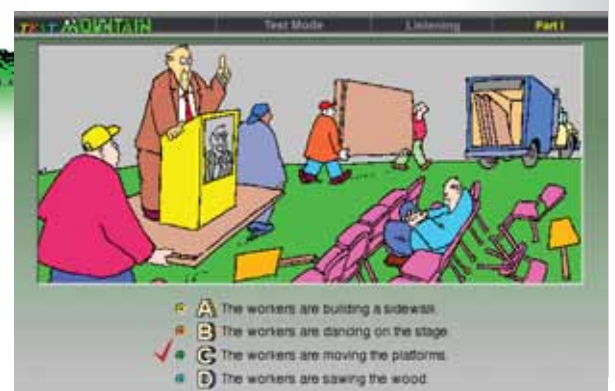 TEST MOUNTAIN Test Mode Listening Part I
A The workers are building a sidewalk.
B The workers are dancing on the stage.
C The workers are moving the platforms.
D The workers are sawing the wood.